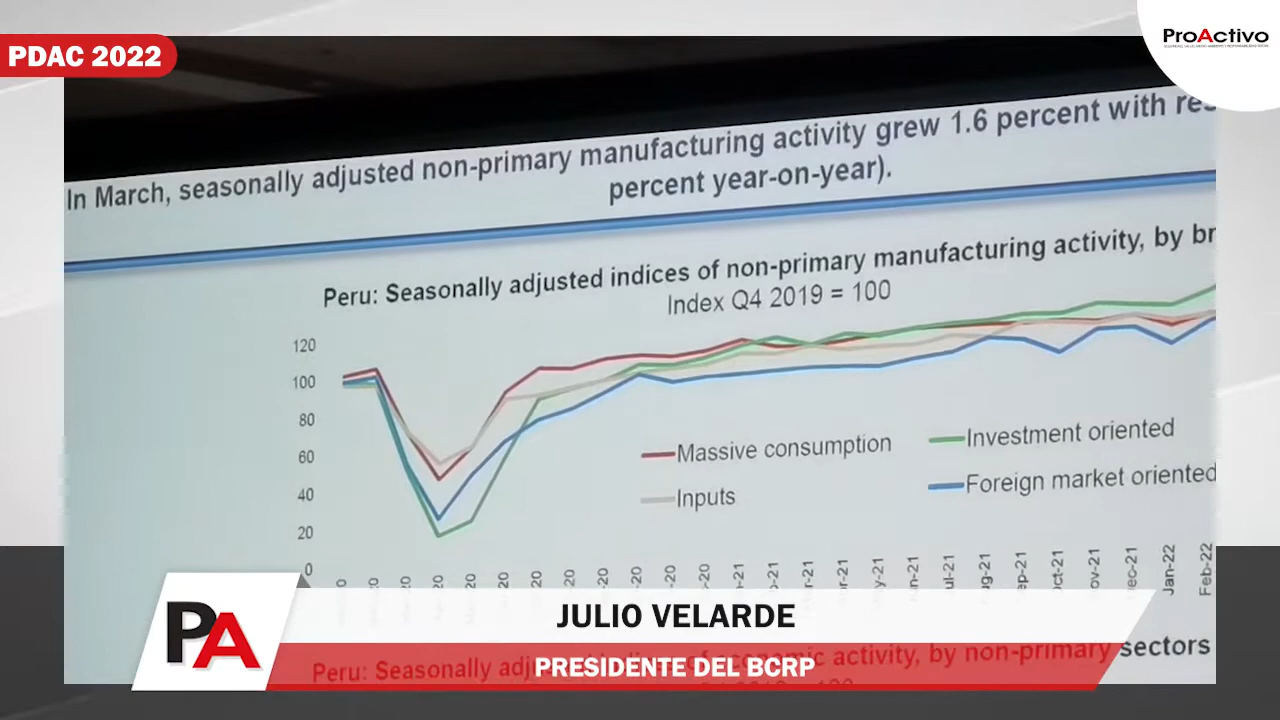 PDAC 2022
ProActivo
In March, seasonally adjusted non-primary manufacturing activity grew 1.6 percent with
percent year-on-year).
Peru: Seasonally adjusted indices of non-primary manufacturing activity, by
Index Q4 2019 = 100
120
100
80
60
40
20
0
Massive consumption
Investment oriented
Inputs
Foreign market oriented
Jan-22
Feb-22
PA
JULIO VELARDE
Peru: Seasonally economic activity, by non-primary sectors
PRESIDENTE DEL BCRP